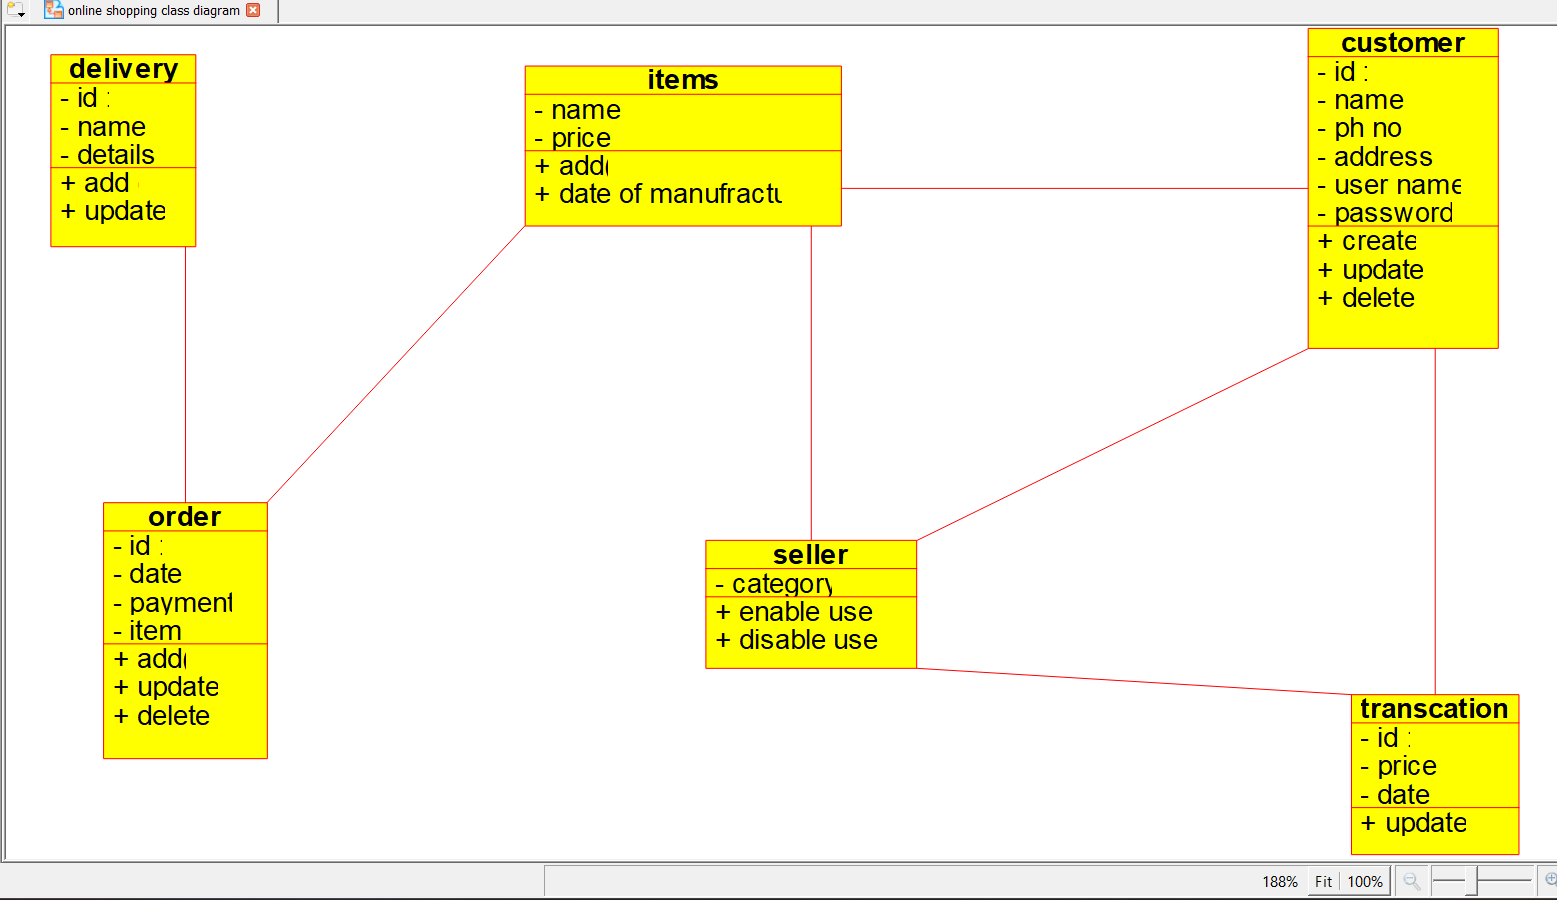 online shopping class diagram
delivery
- id :
- name
- details
+ add
+ update
items
- name
- price
+ add(
+ date of manufractu
customer
- id :
- name
- ph no
- address
- user name
- password
+ create
+ update
+ delete
order
- id :
- date
- payment
- item
+ add(
+ update
+ delete
seller
- category
+ enable use
+ disable use
transcation
- id :
- price
- date
+ update
188%
Fit
100%